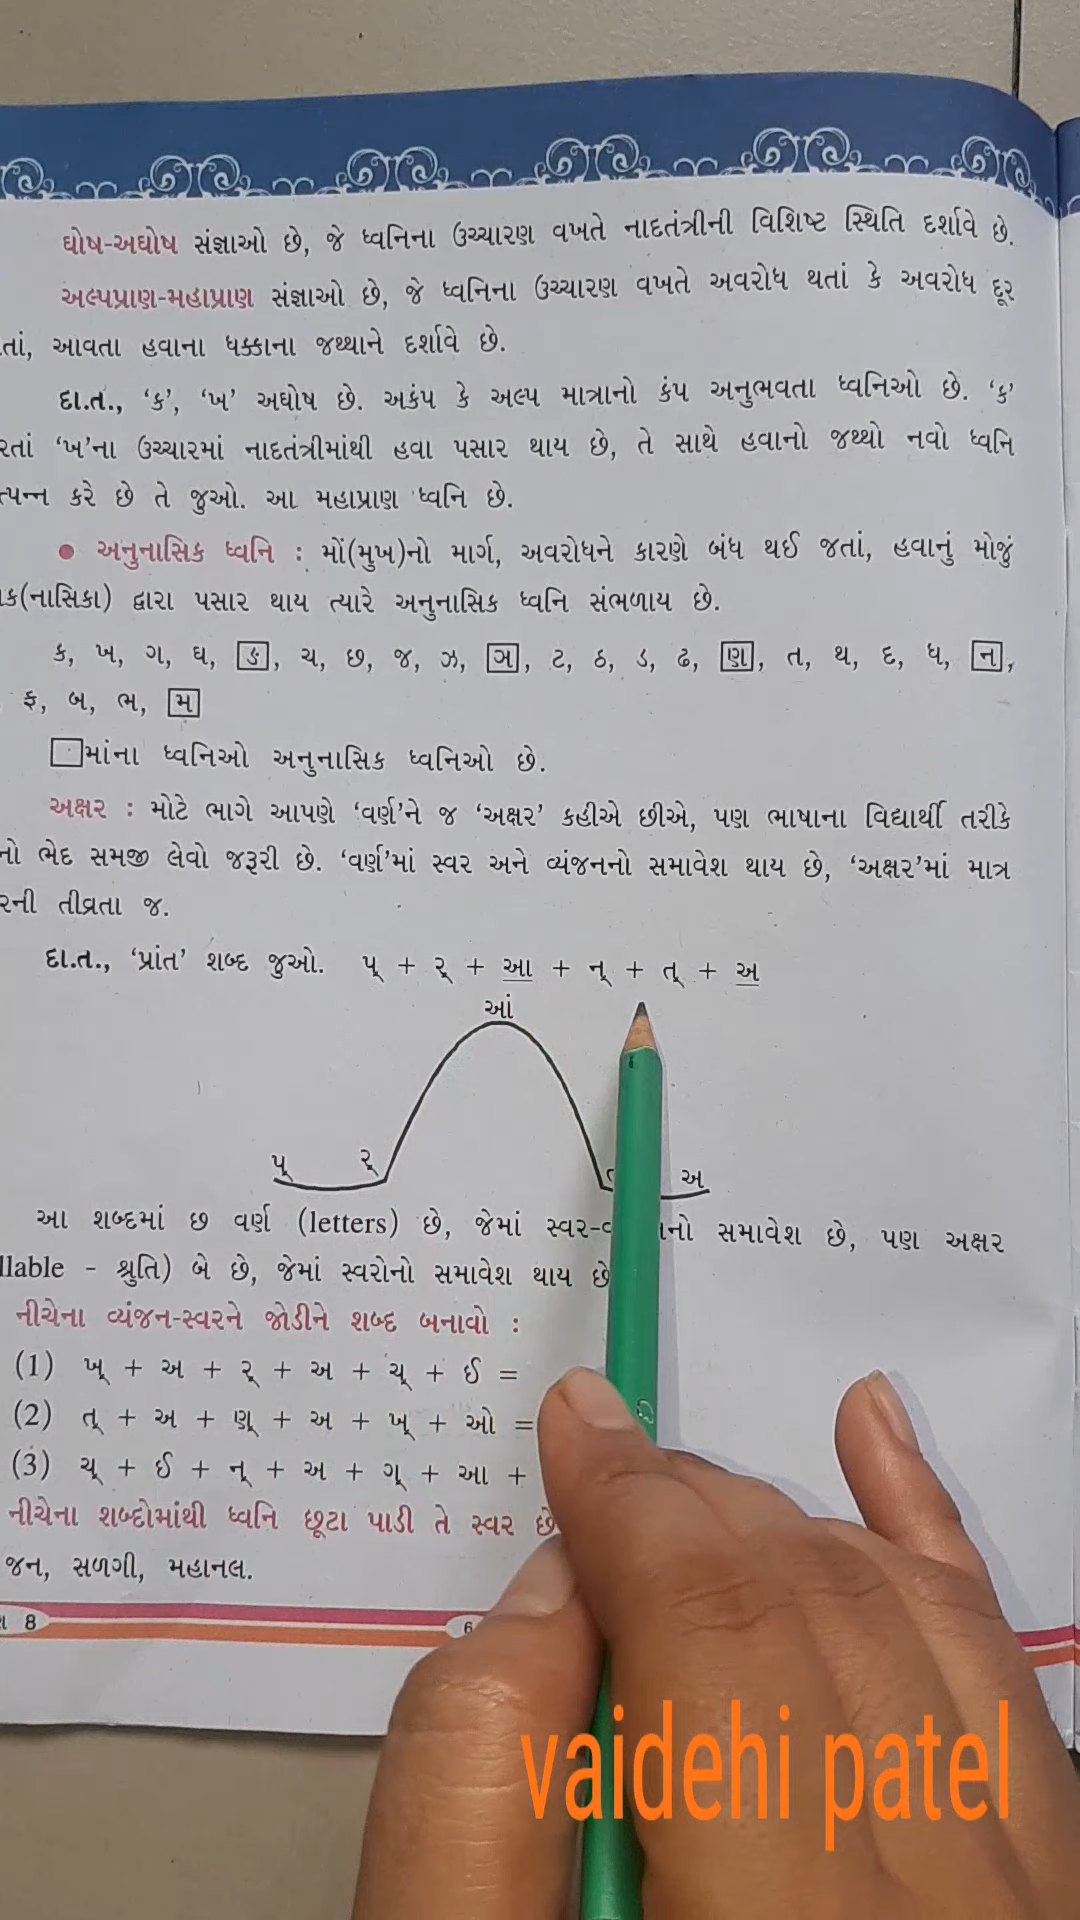 ઘોષ-અઘોષ સંજ્ઞાઓ છે, જે ધ્વનિના ઉચ્ચારણ વખતે નાદતંત્રીની વિશિષ્ટ સ્થિતિ દર્શાવે છે.
અલ્પપ્રાણ-મહાપ્રાણ સંજ્ઞાઓ છે, જે ધ્વનિના ઉચ્ચારણ વખતે અવરોધ થતાં કે અવરોધ દૂર
તાં, આવતા હવાના ધક્કાના જથ્થાને દર્શાવે છે.
દા.ત., ‘ક’, ‘ખ’ અઘોષ છે. અકંપ કે અલ્પ માત્રાનો કંપ અનુભવતા ધ્વનિઓ છે. ‘ક’
રતાં ‘ખ’ના ઉચ્ચારમાં નાદતંત્રીમાંથી હવા પસાર થાય છે, તે સાથે હવાનો જથ્થો નવો ધ્વનિ
ત્પન્ન કરે છે તે જુઓ. આ મહાપ્રાણ ધ્વનિ છે.
● અનુનાસિક ધ્વનિ : મોં(મુખ)નો માર્ગ, અવરોધને કારણે બંધ થઈ જતાં, હવાનું મોજું
ક(નાસિકા) દ્વારા પસાર થાય ત્યારે અનુનાસિક ધ્વનિ સંભળાય છે.
ક, ખ, ગ, ઘ, ઙ, ચ, છ, જ, ઝ, ઞ, ટ, ઠ, ડ, ઢ, ણ, ત, થ, દ, ધ, ન,
ફ, બ, ભ, મ
માંના ધ્વનિઓ અનુનાસિક ધ્વનિઓ છે.
અક્ષર : મોટે ભાગે આપણે ‘વર્ણ’ને જ ‘અક્ષર’ કહીએ છીએ, પણ ભાષાના વિદ્યાર્થી તરીકે
નો ભેદ સમજી લેવો જરૂરી છે. ‘વર્ણ’માં સ્વર અને વ્યંજનનો સમાવેશ થાય છે, ‘અક્ષર’માં માત્ર
રની તીવ્રતા જ.
દા.ત., ‘પ્રાંત’ શબ્દ જુઓ. પ્ + ર્ + આ + ન્ + ત્ + અ
આં
પ્ ર્ અ
આ શબ્દમાં છ વર્ણ (letters) છે, જેમાં સ્વર-વ નો સમાવેશ છે, પણ અક્ષર
llable - શ્રુતિ) બે છે, જેમાં સ્વરોનો સમાવેશ થાય છે
નીચેના વ્યંજન-સ્વરને જોડીને શબ્દ બનાવો :
(1) ખ્ + અ + ર્ + અ + ચ્ + ઈ =
(2) ત્ + અ + ણ્ + અ + ખ્ + ઓ =
(3) ચ્ + ઈ + ન્ + અ + ગ્ + આ +
નીચેના શબ્દોમાંથી ધ્વનિ છૂટા પાડી તે સ્વર છે
જન, સળગી, મહાનલ.
8 6
vaidehi patel